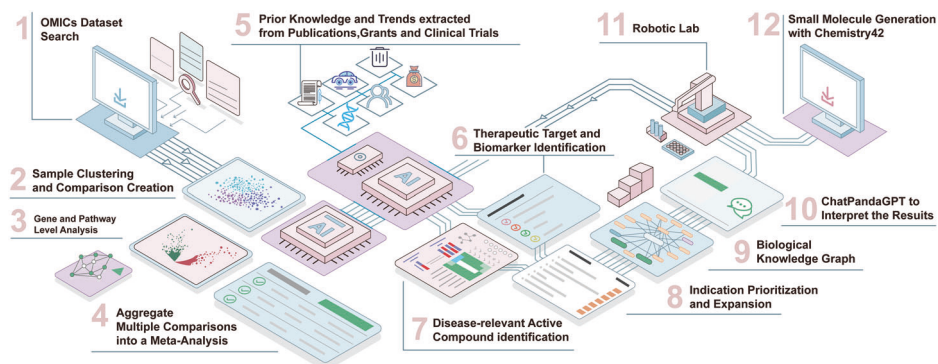 1 OMICs Dataset
Search
5 Prior Knowledge and Trends extracted
from Publications,Grants and Clinical Trials
11 Robotic Lab
12 Small Molecule Generation
with Chemistry42
6 Therapeutic Target and
Biomarker Identification
2 Sample Clustering
and Comparison Creation
3 Gene and Pathway
Level Analysis
AI
AI
10 ChatPandaGPT to
Interpret the Results
9 Biological
Knowledge Graph
8 Indication Prioritization
and Expansion
4 Aggregate
Multiple Comparisons
into a Meta-Analysis
7 Disease-relevant Active
Compound identification